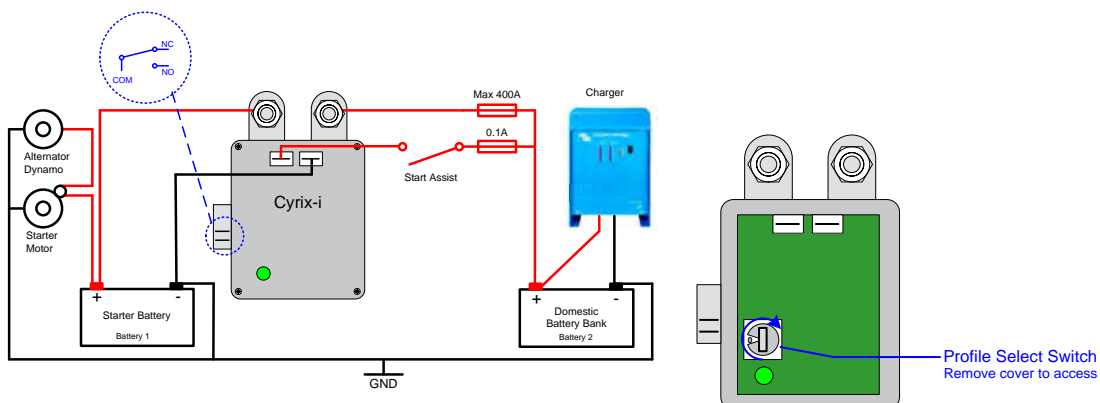 NC
COM
NO
Max 400A
Charger
0.1A
Alternator
Dynamo
Start Assist
Cyrix-i
Starter
Motor
+
-
Starter Battery
Battery 1
+
-
Domestic
Battery Bank
Battery 2
GND
0
Profile Select Switch
Remove cover to access